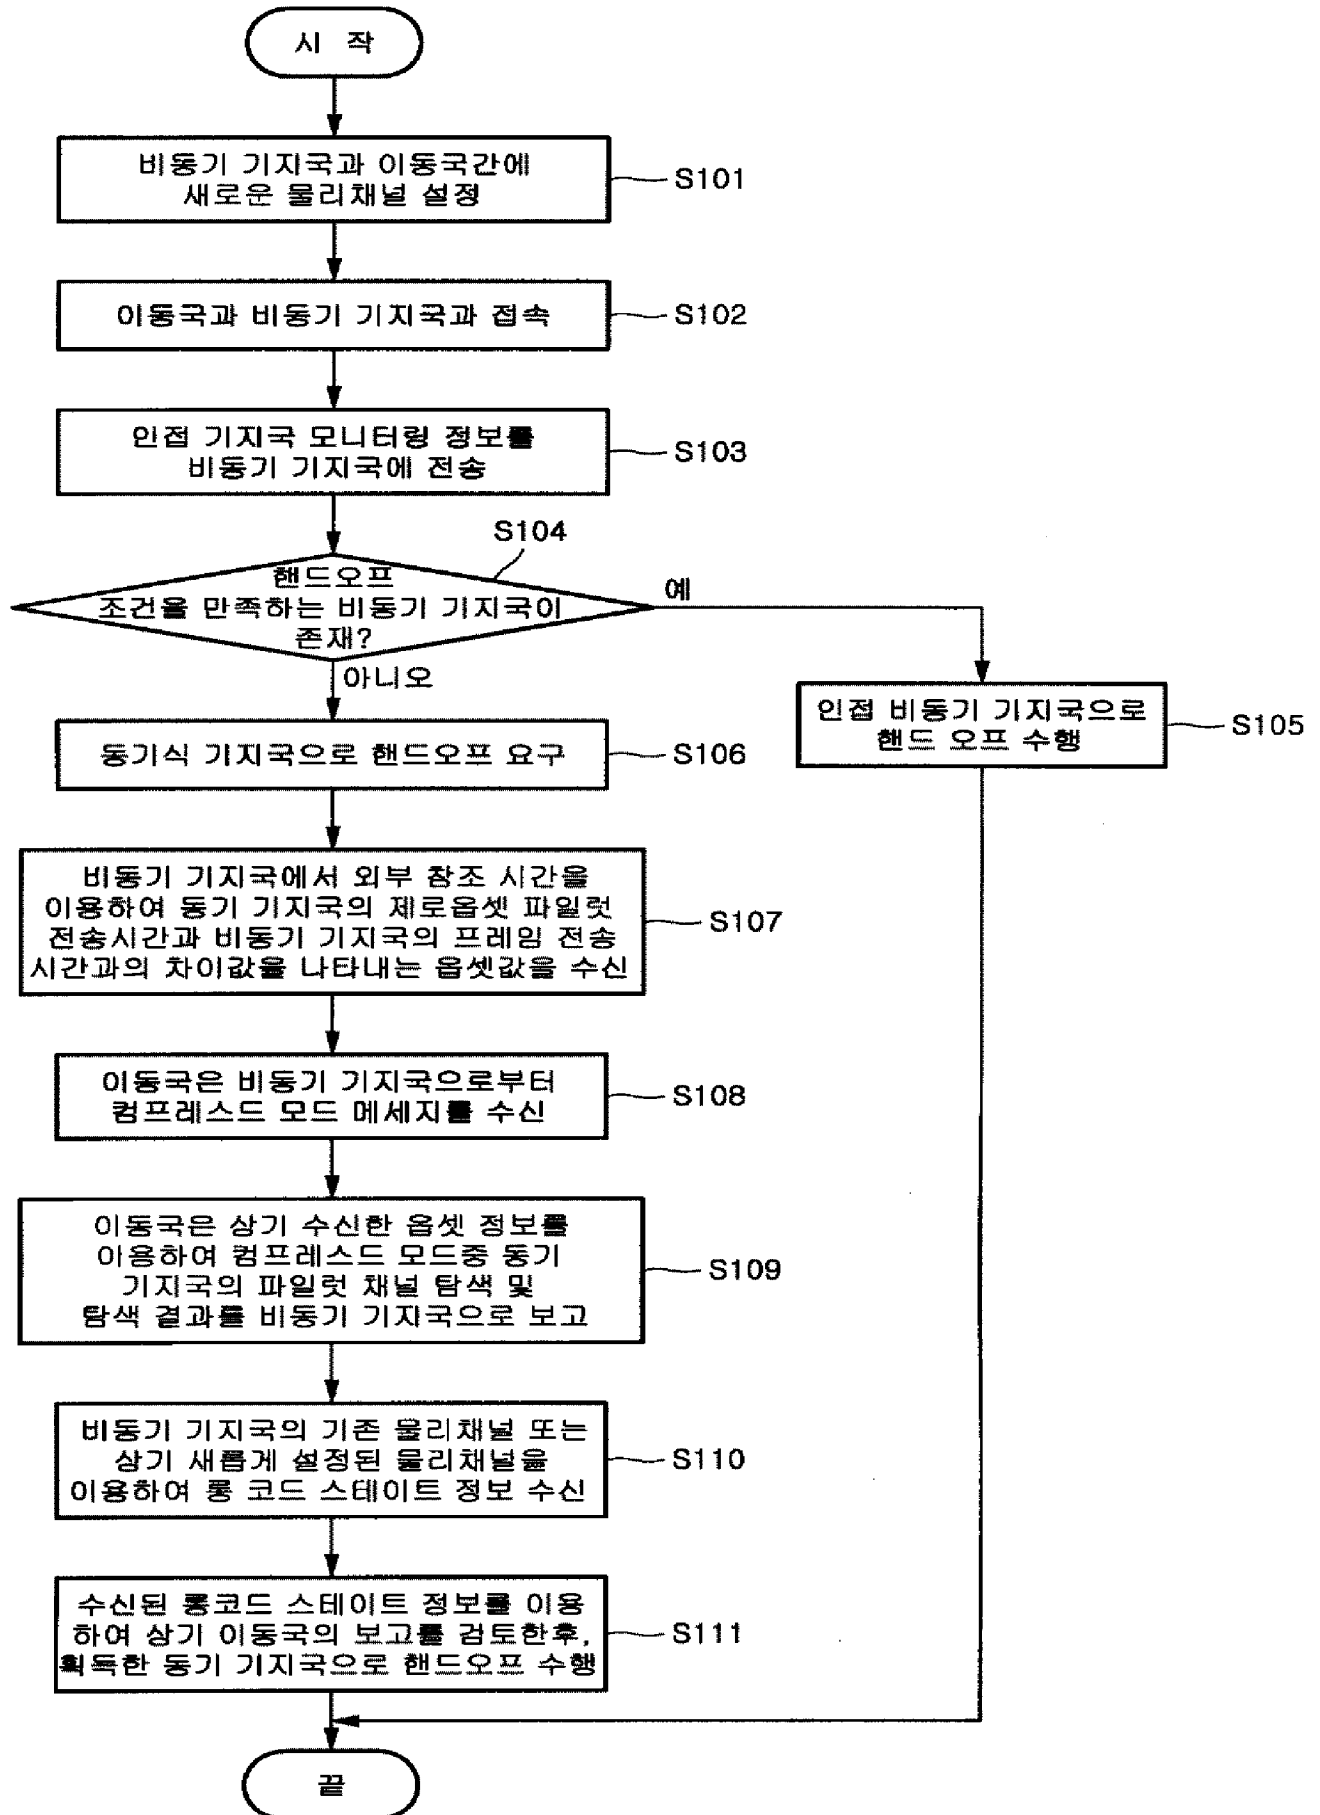 시 작
비동기 기지국과 이동국간에
새로운 물리채널 설정
S101
이동국과 비동기 기지국과 접속
S102
인접 기지국 모니터링 정보를
비동기 기지국에 전송
S103
S104
핸드오프
조건을 만족하는 비동기 기지국이
존재?
예
아니오
인접 비동기 기지국으로
핸드 오프 수행
S105
동기식 기지국으로 핸드오프 요구
S106
비동기 기지국에서 외부 참조 시간을
이용하여 동기 기지국의 제로옵셋 파일럿
전송시간과 비동기 기지국의 프레임 전송
시간과의 차이값을 나타내는 옵셋값을 수신
S107
이동국은 비동기 기지국으로부터
컴프레스드 모드 메세지를 수신
S108
이동국은 상기 수신한 옵셋 정보를
아용하여 컴프레스드 모드중 동기
기지국의 파일럿 채널 탐색 및
탐색 결과를 비동기 기지국으로 보고
S109
비동기 기지국의 기존 물리채널 또는
상기 새롭게 설정된 물리채널을
이용하여 롱 코드 스테이트 정보 수신
S110
수신된 롱코드 스테이트 정보를 이용
하여 상기 이동국의 보고를 검토한후,
획득한 동기 기지국으로 핸드오프 수행
S111
끝